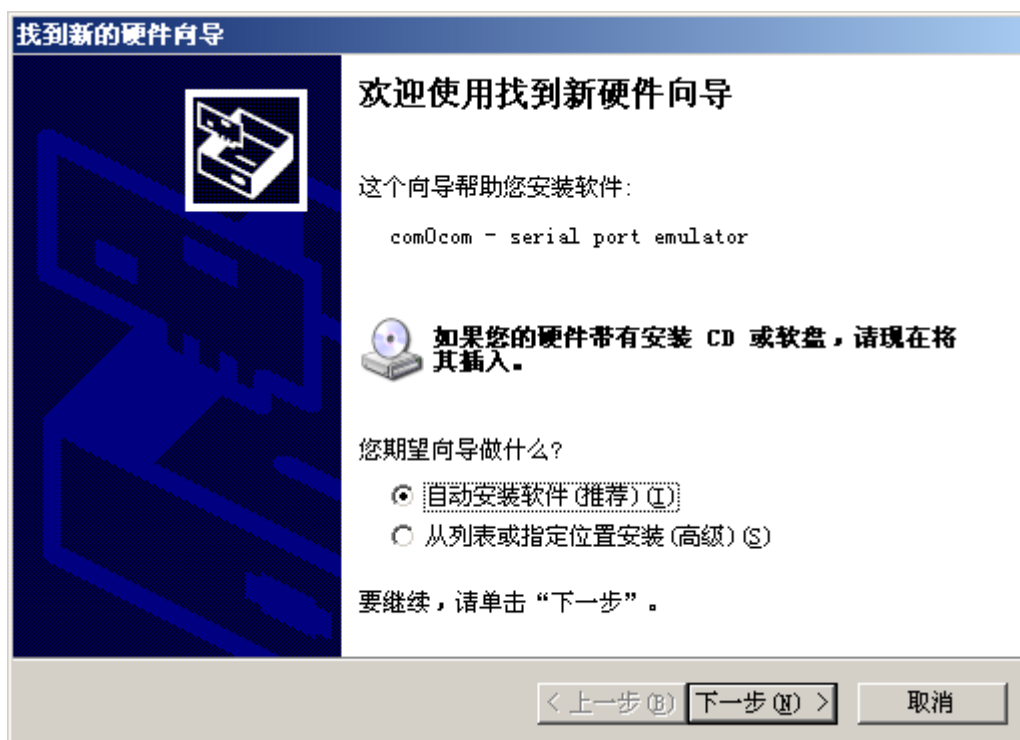 找到新的硬件向导
欢迎使用找到新硬件向导
这个向导帮助您安装软件:
com0com - serial port emulator
如果您的硬件带有安装 CD 或软盘，请现在将
其插入。
您期望向导做什么?
自动安装软件(推荐)(I)
从列表或指定位置安装(高级)(S)
要继续，请单击“下一步”。
< 上一步(B)
下一步(N) >
取消